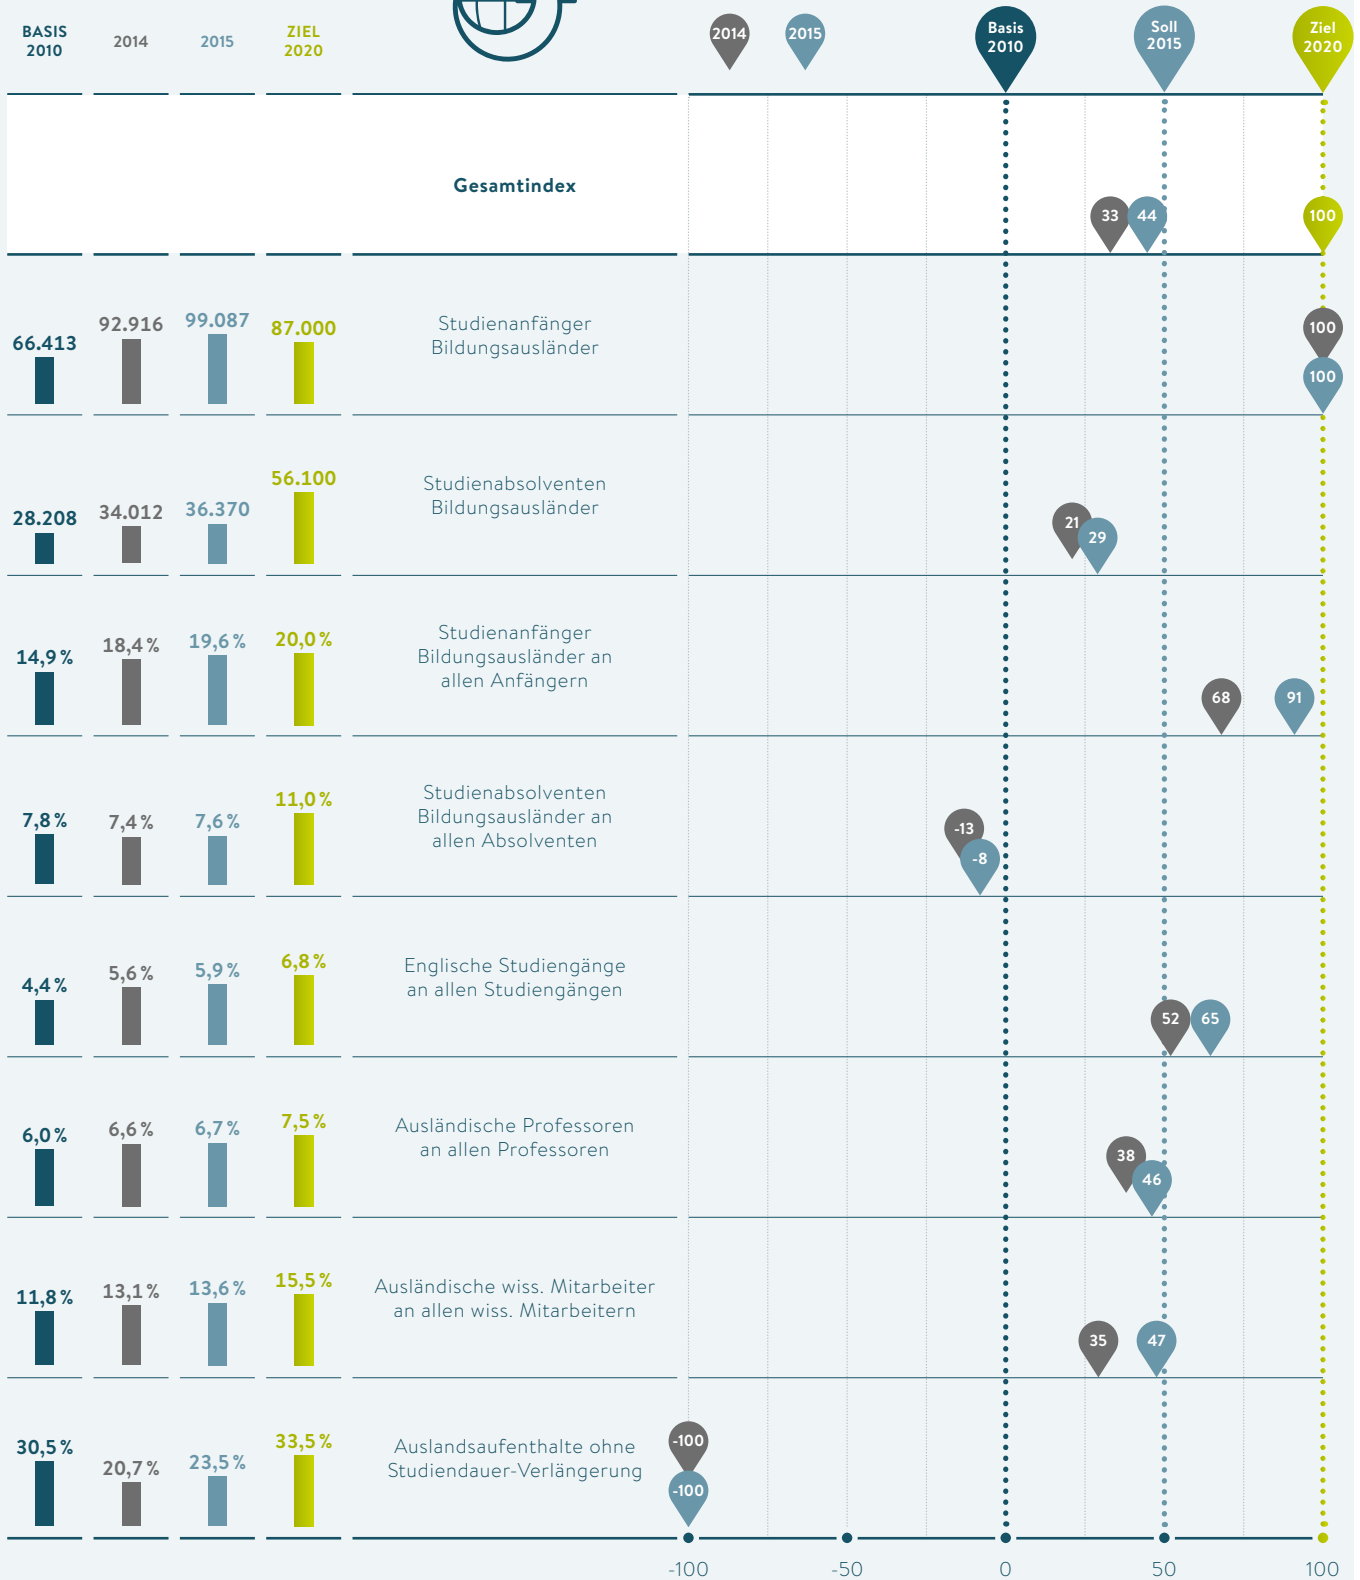 BASIS
2010
2014
2015
ZIEL
2020
2014
2015
Basis
2010
Soll
2015
Ziel
2020
Gesamtindex
33
44
100
66.413
92.916
99.087
87.000
Studienanfänger
Bildungsausländer
100
100
28.208
34.012
36.370
56.100
Studienabsolventen
Bildungsausländer
21
29
14,9 %
18,4 %
19,6 %
20,0 %
Studienanfänger
Bildungsausländer an
allen Anfängern
68
91
7,8 %
7,4 %
7,6 %
11,0 %
Studienabsolventen
Bildungsausländer an
allen Absolventen
-13
-8
4,4 %
5,6 %
5,9 %
6,8 %
Englische Studiengänge
an allen Studiengängen
52
65
6,0 %
6,6 %
6,7 %
7,5 %
Ausländische Professoren
an allen Professoren
38
46
11,8 %
13,1 %
13,6 %
15,5 %
Ausländische wiss. Mitarbeiter
an allen wiss. Mitarbeitern
35
47
30,5 %
20,7 %
23,5 %
33,5 %
Auslandsaufenthalte ohne
Studiendauer-Verlängerung
-100
-100
-100
-50
0
50
100